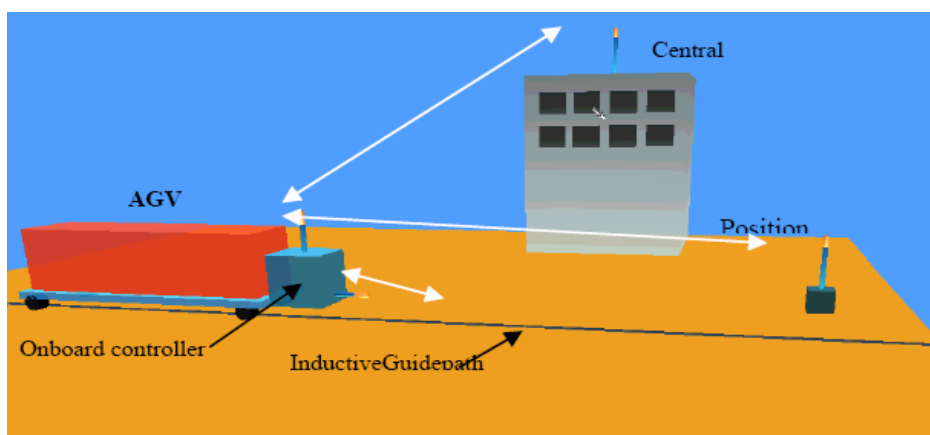 Central
AGV
Position
Onboard controller
InductiveGuidepath